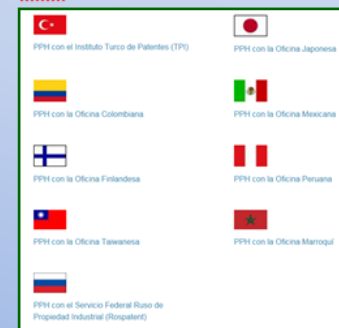 PPH con el Instituto Turco de Patentes (TPI)
PPH con la Oficina Japonesa
PPH con la Oficina Colombiana
PPH con la Oficina Mexicana
PPH con la Oficina Finlandesa
PPH con la Oficina Peruana
PPH con la Oficina Taiwanesa
PPH con la Oficina Marroquí
PPH con el Servicio Federal Ruso de
Propiedad Industrial (Rospatent)